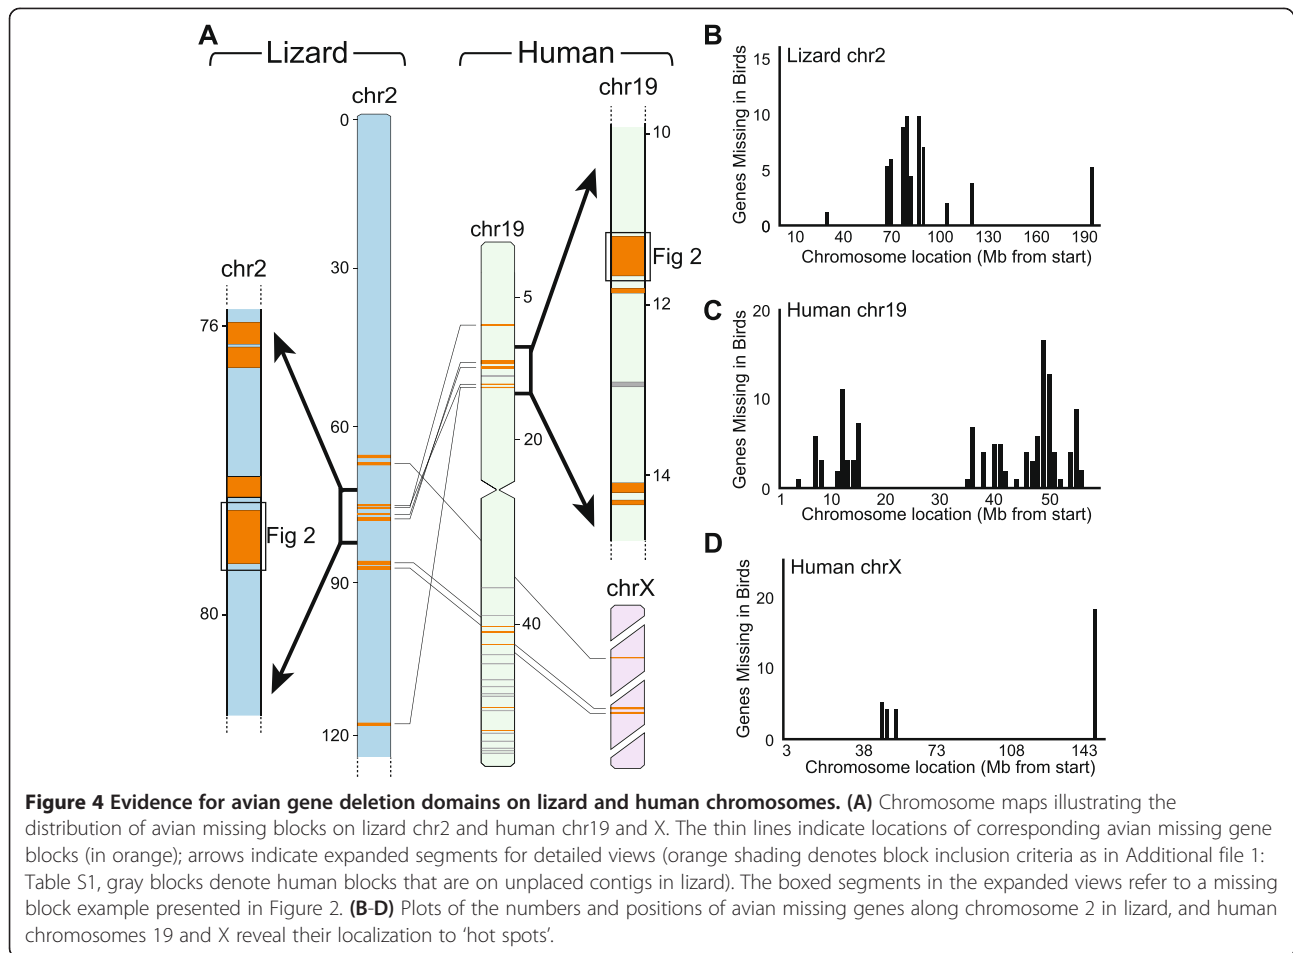 A
Lizard
Human
chr2
chr19
0
10
chr19
30
5
Fig 2
chr2
12
76
60
20
14
Fig 2
90
chrX
80
40
120
B
Lizard chr2
Genes Missing in Birds
15
10
5
0
10 40 70 100 130 160 190
Chromosome location (Mb from start)
C
Human chr19
Genes Missing in Birds
20
10
0
1 10 20 30 40 50
Chromosome location (Mb from start)
D
Human chrX
Genes Missing in Birds
20
10
0
3 38 73 108 143
Chromosome location (Mb from start)
Figure 4 Evidence for avian gene deletion domains on lizard and human chromosomes. (A) Chromosome maps illustrating the
distribution of avian missing blocks on lizard chr2 and human chr19 and X. The thin lines indicate locations of corresponding avian missing gene
blocks (in orange); arrows indicate expanded segments for detailed views (orange shading denotes block inclusion criteria as in Additional file 1:
Table S1, gray blocks denote human blocks that are on unplaced contigs in lizard). The boxed segments in the expanded views refer to a missing
block example presented in Figure 2. (B-D) Plots of the numbers and positions of avian missing genes along chromosome 2 in lizard, and human
chromosomes 19 and X reveal their localization to 'hot spots'.